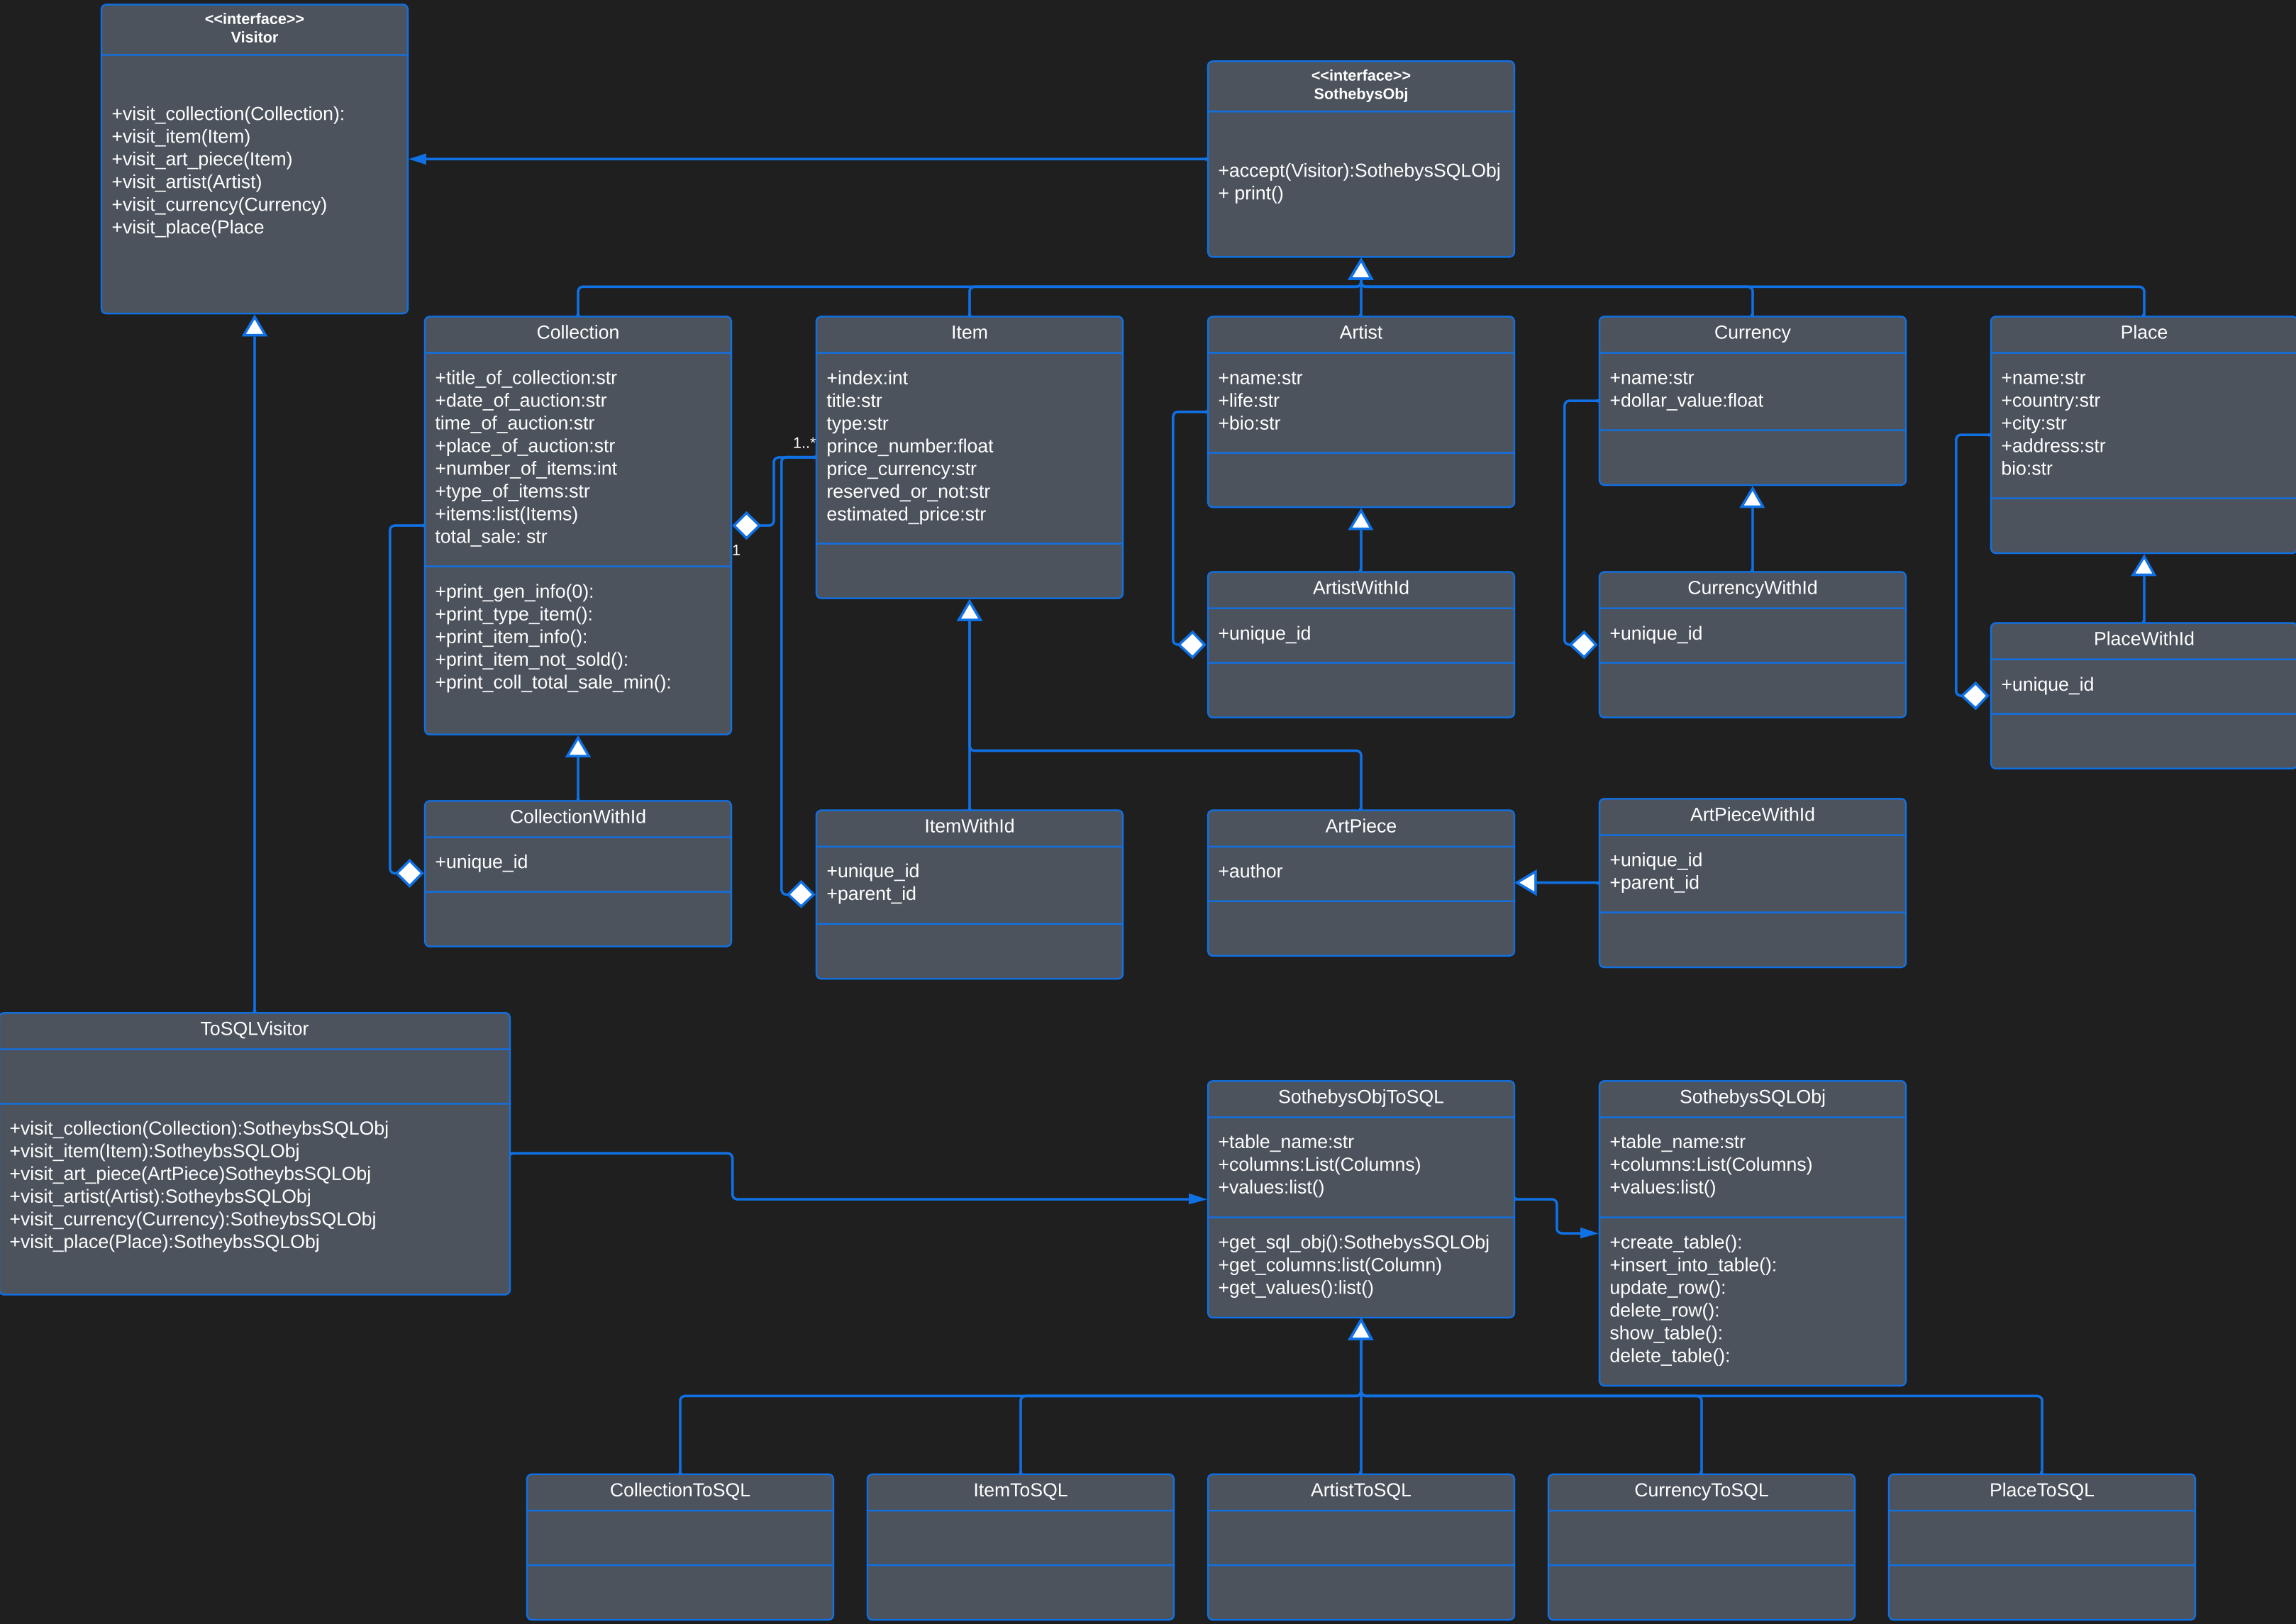 <<interface>>
Visitor
+visit_collection(Collection):
+visit_item(Item)
+visit_art_piece(Item)
+visit_artist(Artist)
+visit_currency(Currency)
+visit_place(Place
<<interface>>
SothebysObj
+accept(Visitor):SothebysSQLObj
+ print()
Collection
+title_of_collection:str
+date_of_auction:str
time_of_auction:str
+place_of_auction:str
+number_of_items:int
+type_of_items:str
+items:list(Items)
total_sale: str
+print_gen_info(0):
+print_type_item():
+print_item_info():
+print_item_not_sold():
+print_coll_total_sale_min():
1..*
1
Item
+index:int
title:str
type:str
prince_number:float
price_currency:str
reserved_or_not:str
estimated_price:str
Artist
+name:str
+life:str
+bio:str
Currency
+name:str
+dollar_value:float
Place
+name:str
+country:str
+city:str
+address:str
bio:str
ArtistWithId
+unique_id
CurrencyWithId
+unique_id
PlaceWithId
+unique_id
CollectionWithId
+unique_id
ItemWithId
+unique_id
+parent_id
ArtPiece
+author
ArtPieceWithId
+unique_id
+parent_id
ToSQLVisitor
+visit_collection(Collection):SotheybsSQLObj
+visit_item(Item):SotheybsSQLObj
+visit_art_piece(ArtPiece)SotheybsSQLObj
+visit_artist(Artist):SotheybsSQLObj
+visit_currency(Currency):SotheybsSQLObj
+visit_place(Place):SotheybsSQLObj
SothebysObjToSQL
+table_name:str
+columns:List(Columns)
+values:list()
+get_sql_obj():SothebysSQLObj
+get_columns:list(Column)
+get_values():list()
SothebysSQLObj
+table_name:str
+columns:List(Columns)
+values:list()
+create_table():
+insert_into_table():
update_row():
delete_row():
show_table():
delete_table():
CollectionToSQL
ItemToSQL
ArtistToSQL
CurrencyToSQL
PlaceToSQL